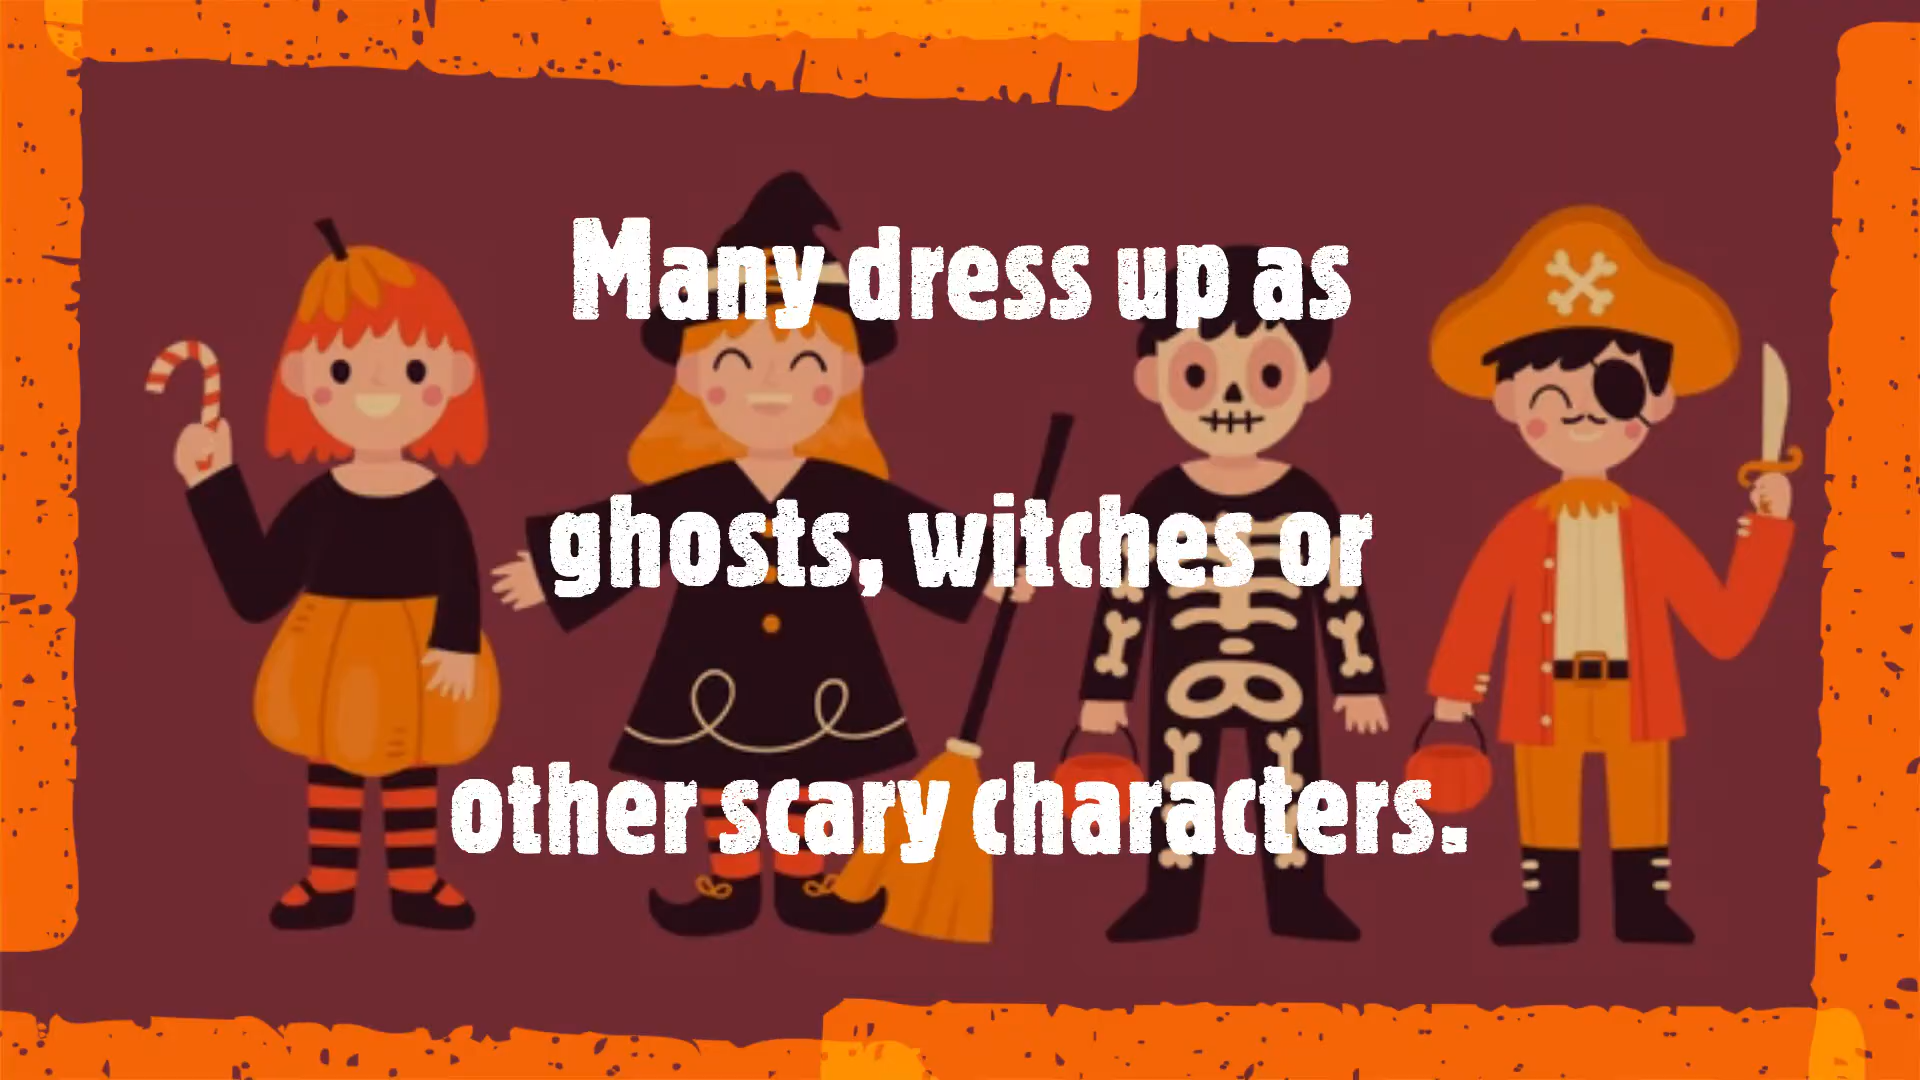 Many dress up as
ghosts, witches or
other scary characters.